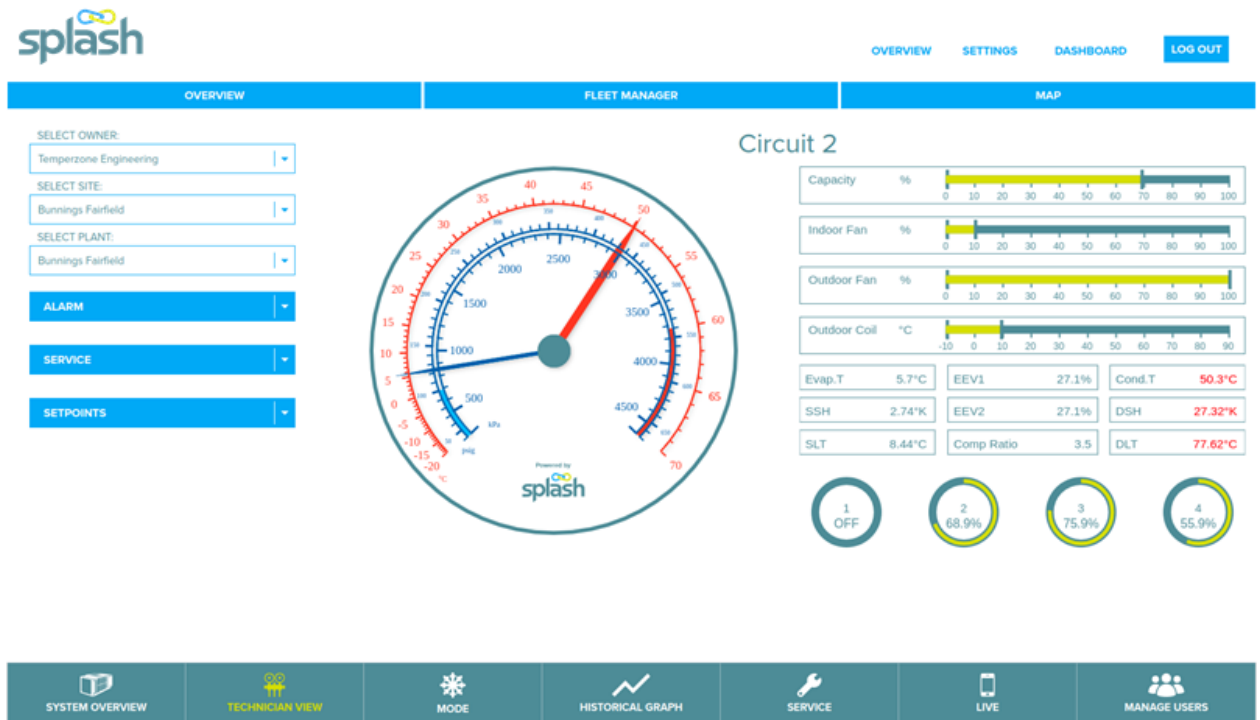 splash
OVERVIEW SETTINGS DASHBOARD LOG OUT
OVERVIEW FLEET MANAGER MAP
SELECT OWNER:
Temperzone Engineering
SELECT SITE:
Bunnings Fairfield
SELECT PLANT:
Bunnings Fairfield
ALARM
SERVICE
SETPOINTS
-20 -15 -10 -5 0 5 10 15 20 25 30 35 40 45 50 55 60 65 70
°C
500 1000 1500 2000 2500 3000 3500 4000 4500
kPa
psig
Powered by
splash
Circuit 2
Capacity %
0 10 20 30 40 50 60 70 80 90 100
Indoor Fan %
0 10 20 30 40 50 60 70 80 90 100
Outdoor Fan %
0 10 20 30 40 50 60 70 80 90 100
Outdoor Coil °C
-10 0 10 20 30 40 50 60 70 80 90
Evap.T 5.7°C EEV1 27.1% Cond.T 50.3°C
SSH 2.74°K EEV2 27.1% DSH 27.32°K
SLT 8.44°C Comp Ratio 3.5 DLT 77.62°C
1 2 3 4
OFF 68.9% 75.9% 55.9%
SYSTEM OVERVIEW TECHNICIAN VIEW MODE HISTORICAL GRAPH SERVICE LIVE MANAGE USERS